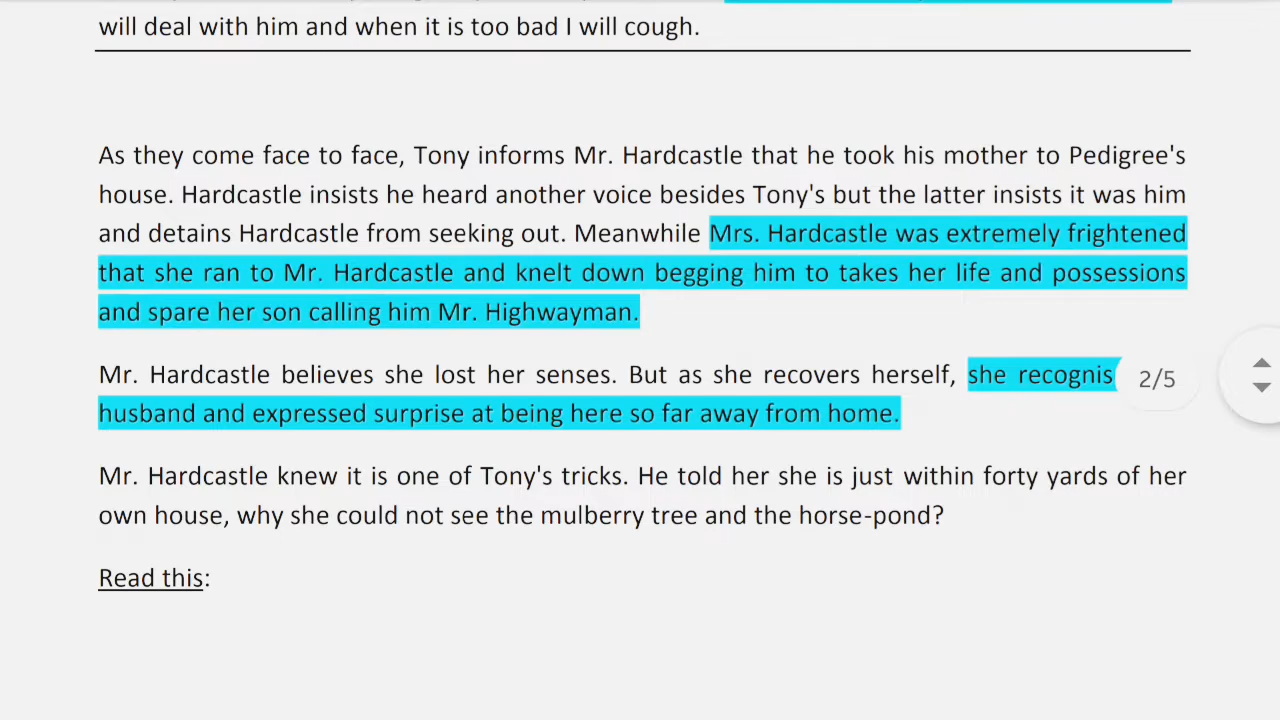 will deal with him and when it is too bad I will cough.
As they come face to face, Tony informs Mr. Hardcastle that he took his mother to Pedigree's
house. Hardcastle insists he heard another voice besides Tony's but the latter insists it was him
and detains Hardcastle from seeking out. Meanwhile Mrs. Hardcastle was extremely frightened
that she ran to Mr. Hardcastle and knelt down begging him to takes her life and possessions
and spare her son calling him Mr. Highwayman.
Mr. Hardcastle believes she lost her senses. But as she recovers herself, she recognis 2/5
husband and expressed surprise at being here so far away from home.
Mr. Hardcastle knew it is one of Tony's tricks. He told her she is just within forty yards of her
own house, why she could not see the mulberry tree and the horse-pond?
Read this: